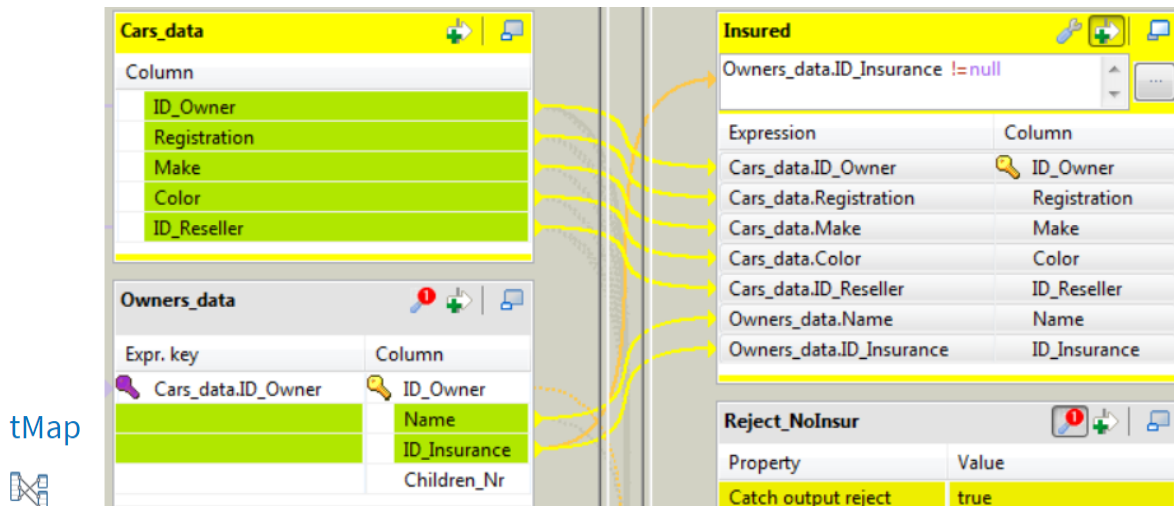 Cars_data
Column
ID_Owner
Registration
Make
Color
ID_Reseller
Owners_data
1
Expr. key Column
Cars_data.ID_Owner ID_Owner
Name
ID_Insurance
Children_Nr
tMap
Insured
Owners_data.ID_Insurance !=null
...
Expression Column
Cars_data.ID_Owner ID_Owner
Cars_data.Registration Registration
Cars_data.Make Make
Cars_data.Color Color
Cars_data.ID_Reseller ID_Reseller
Owners_data.Name Name
Owners_data.ID_Insurance ID_Insurance
Reject_NoInsur
1
Property Value
Catch output reject true